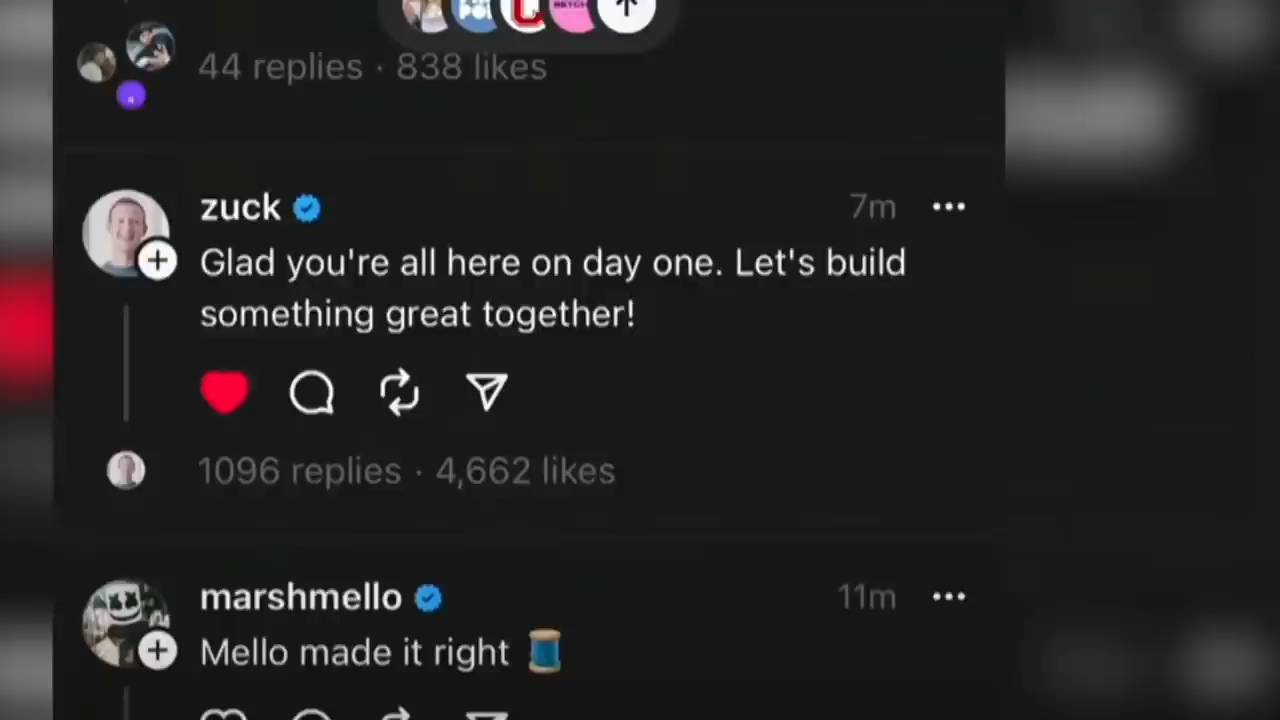 44 replies · 838 likes
zuck
7m
Glad you're all here on day one. Let's build
something great together!
1096 replies · 4,662 likes
marshmello
11m
Mello made it right 🧵